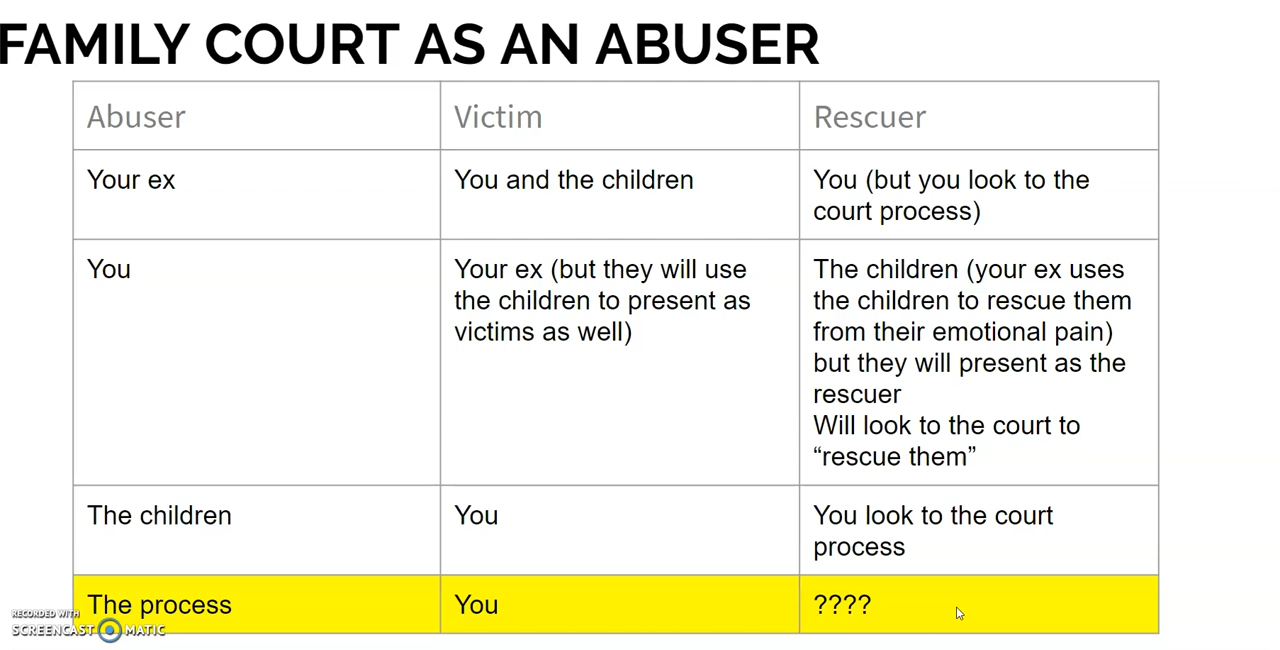 FAMILY COURT AS AN ABUSER
Abuser
Victim
Rescuer
Your ex
You and the children
You (but you look to the
court process)
You
Your ex (but they will use
the children to present as
victims as well)
The children (your ex uses
the children to rescue them
from their emotional pain)
but they will present as the
rescuer
Will look to the court to
“rescue them”
The children
You
You look to the court
process
The process
You
????
RECORDED WITH
SCREENCAST MATIC